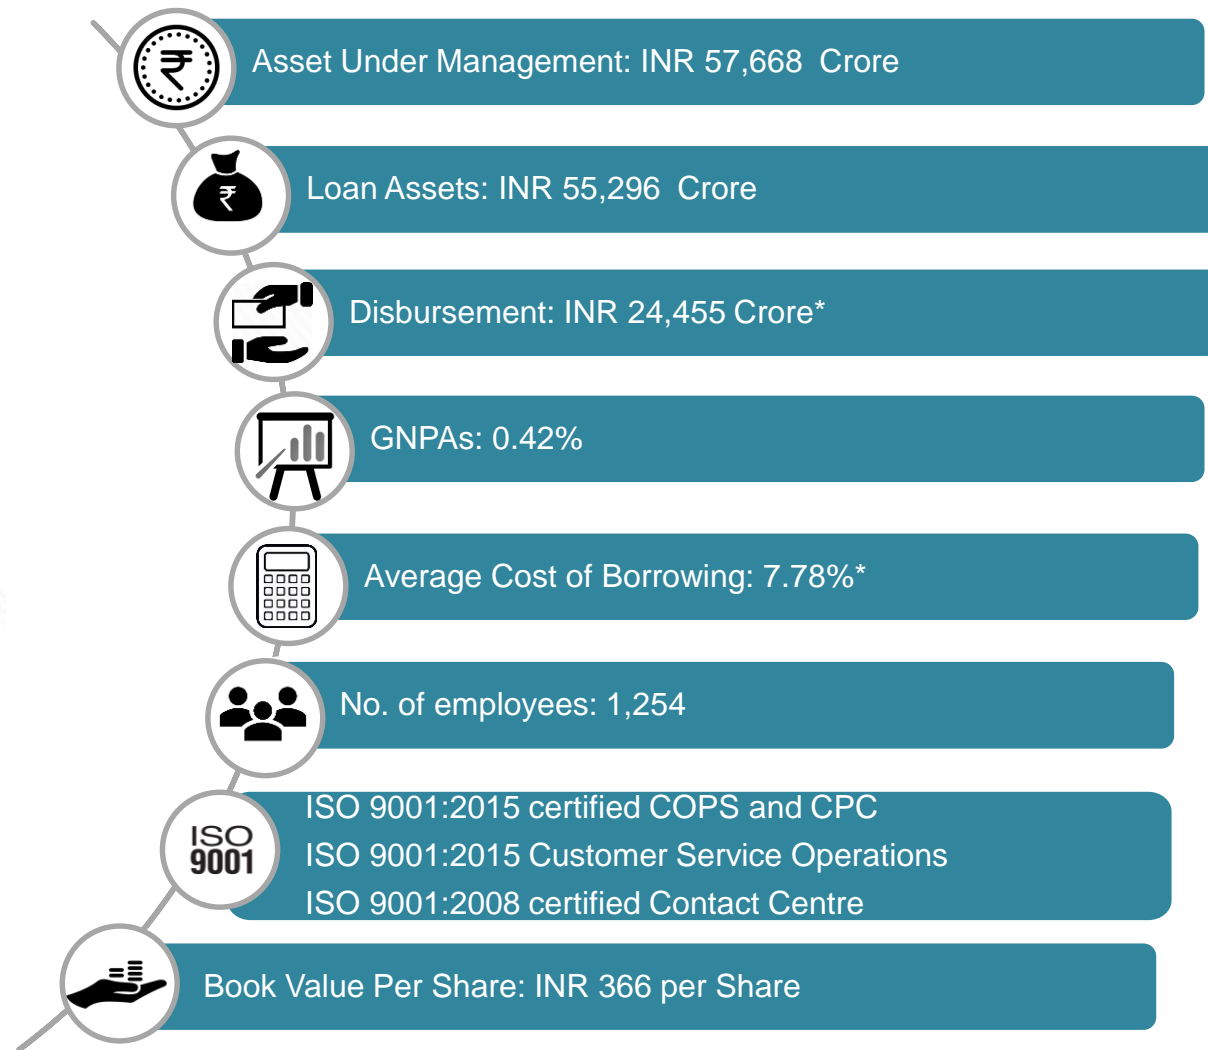 Asset Under Management: INR 57,668 Crore
Loan Assets: INR 55,296 Crore
Disbursement: INR 24,455 Crore*
GNPAs: 0.42%
Average Cost of Borrowing: 7.78%*
No. of employees: 1,254
ISO
9001
ISO 9001:2015 certified COPS and CPC
ISO 9001:2015 Customer Service Operations
ISO 9001:2008 certified Contact Centre
Book Value Per Share: INR 366 per Share